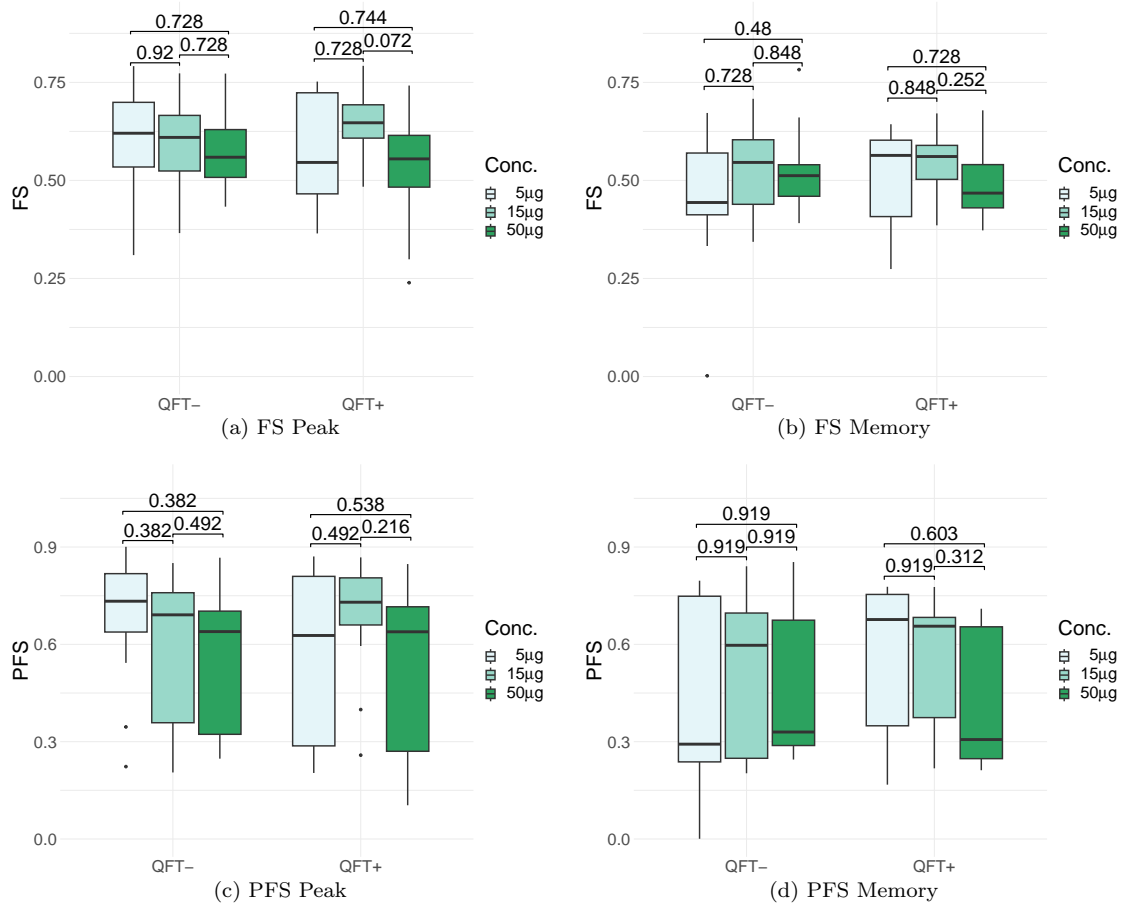 0.728
0.92 0.728
0.744
0.728 0.072
FS
0.75
0.50
0.25
0.00
QFT− QFT+
Conc.
5µg
15µg
50µg
(a) FS Peak
0.48
0.728 0.848
0.728
0.848 0.252
FS
0.75
0.50
0.25
0.00
QFT− QFT+
Conc.
5µg
15µg
50µg
(b) FS Memory
0.382
0.382 0.492
0.538
0.492 0.216
PFS
0.9
0.6
0.3
0.0
QFT− QFT+
Conc.
5µg
15µg
50µg
(c) PFS Peak
0.919
0.919 0.919
0.603
0.919 0.312
PFS
0.9
0.6
0.3
0.0
QFT− QFT+
Conc.
5µg
15µg
50µg
(d) PFS Memory